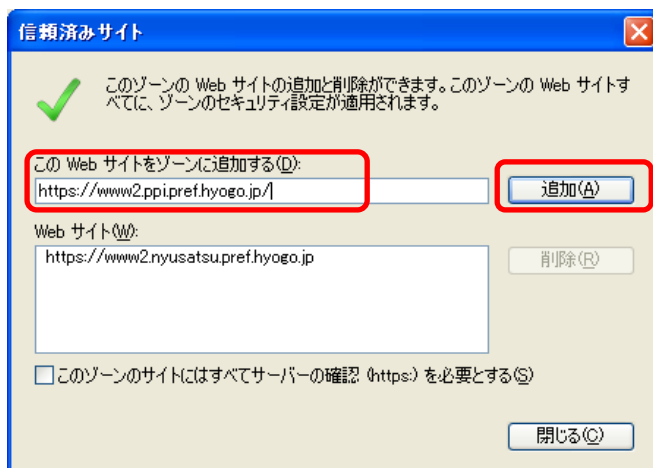 信頼済みサイト
このゾーンの Web サイトの追加と削除ができます。このゾーンの Web サイトす
べてに、ゾーンのセキュリティ設定が適用されます。
この Web サイトをゾーンに追加する(D):
https://www2.ppi.pref.hyogo.jp/
追加(A)
Web サイト(W):
https://www2.nyusatsu.pref.hyogo.jp
削除(R)
このゾーンのサイトにはすべてサーバーの確認 (https:) を必要とする(S)
閉じる(C)